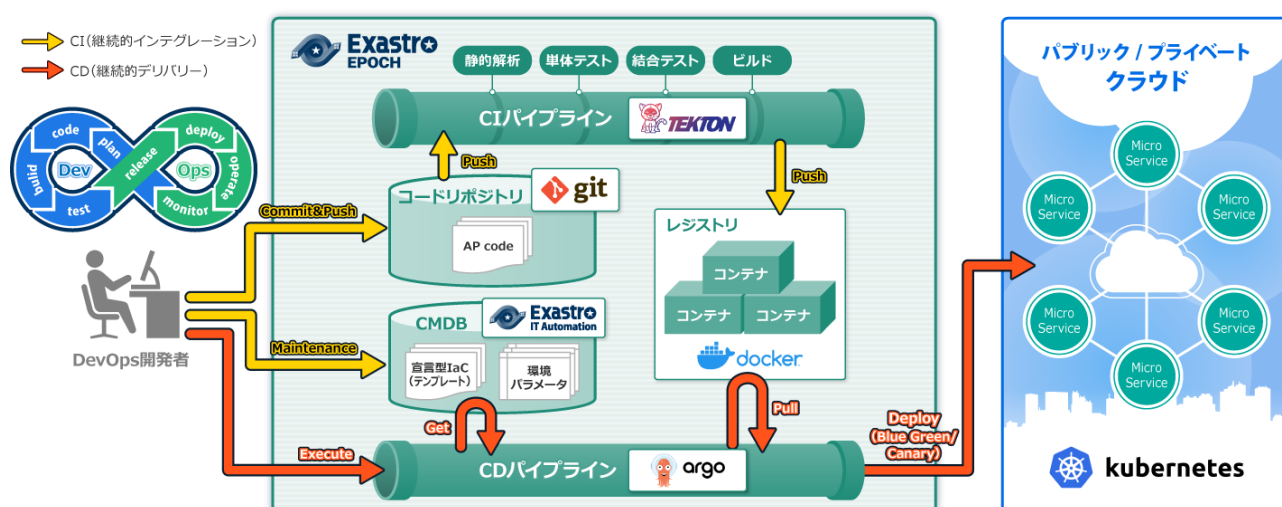 CI(継続的インテグレーション)
CD(継続的デリバリー)
code
plan
build
test
Dev
release
deploy
operate
monitor
Ops
DevOps開発者
Commit&Push
Maintenance
Execute
Exastro
EPOCH
静的解析
単体テスト
結合テスト
ビルド
CIパイプライン
TEKTON
Push
Push
コードリポジトリ
git
AP code
CMDB
Exastro
IT Automation
宣言型IaC
(テンプレート)
環境
パラメータ
Get
レジストリ
コンテナ
コンテナ
コンテナ
docker
Pull
CDパイプライン
argo
Deploy
(Blue Green/
Canary)
パブリック / プライベート
クラウド
Micro
Service
Micro
Service
Micro
Service
Micro
Service
Micro
Service
Micro
Service
kubernetes